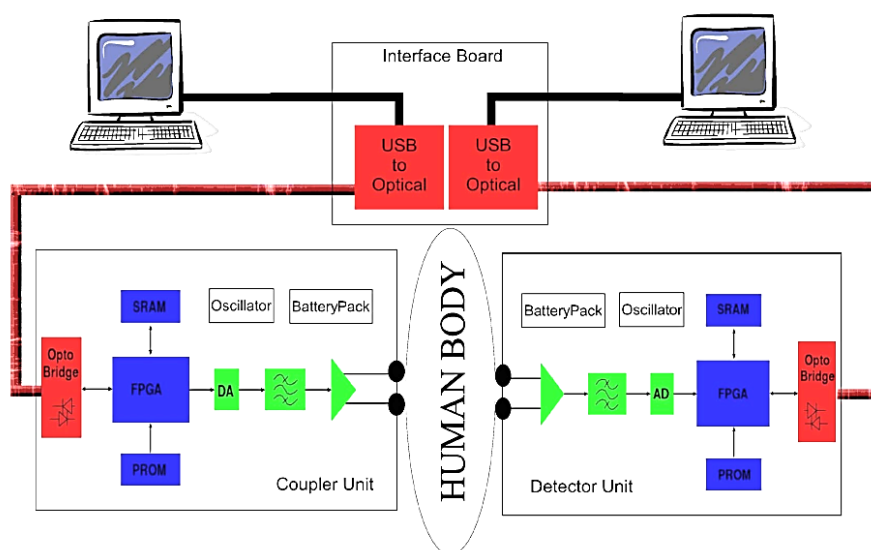 Interface Board
USB
to
Optical
USB
to
Optical
SRAM
Oscillator
BatteryPack
Opto
Bridge
FPGA
DA
PROM
Coupler Unit
HUMAN BODY
BatteryPack
Oscillator
SRAM
AD
FPGA
Opto
Bridge
PROM
Detector Unit